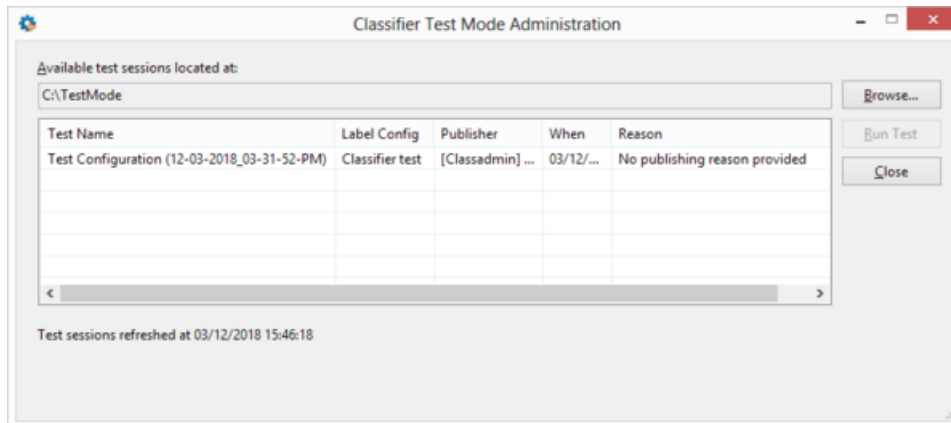 Classifier Test Mode Administration
Available test sessions located at:
C:\TestMode
Browse...
Test Name Label Config Publisher When Reason
Run Test
Test Configuration (12-03-2018_03-31-52-PM) Classifier test [Classadmin] ... 03/12/... No publishing reason provided
Close
Test sessions refreshed at 03/12/2018 15:46:18